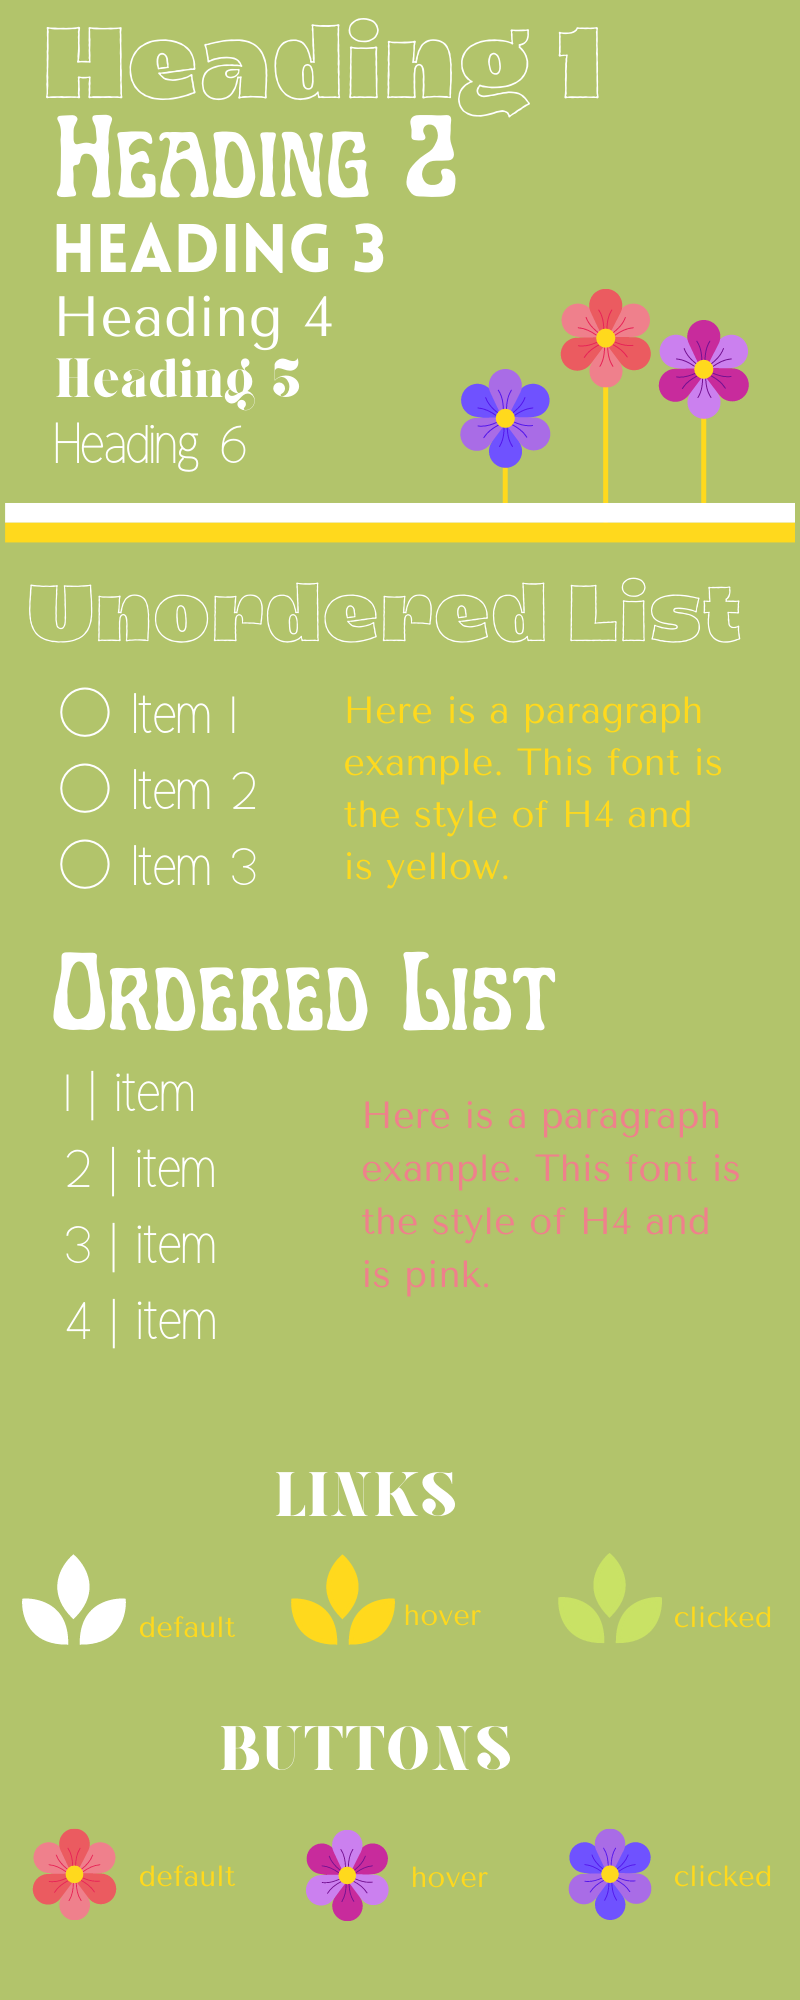 Heading 1
HEADING 2
HEADING 3
Heading 4
Heading 5
Heading 6
Unordered List
Item 1
Item 2
Item 3
Here is a paragraph
example. This font is
the style of H4 and
is yellow.
ORDERED LIST
1 | item
2 | item
3 | item
4 | item
Here is a paragraph
example. This font is
the style of H4 and
is pink.
LINKS
default
hover
clicked
BUTTONS
default
hover
clicked